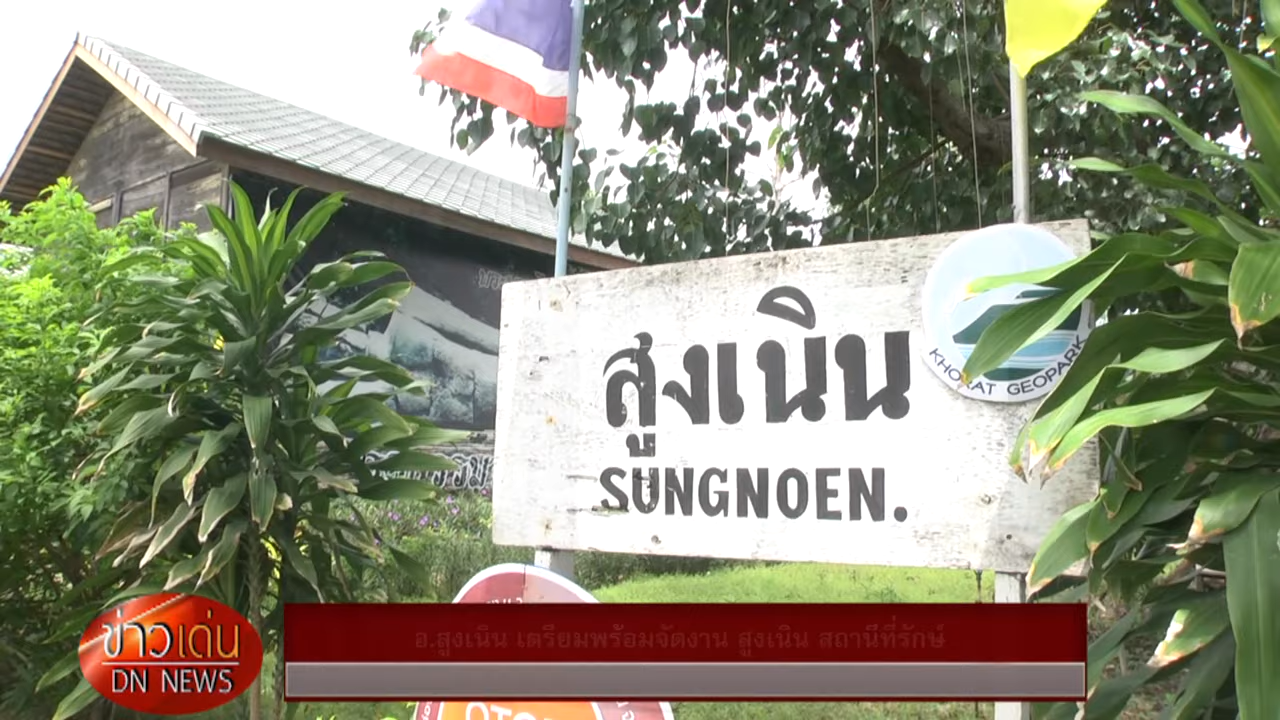 สูงเนิน
SUNGNOEN.
KHORAT GEOPARK
ข่าวเด่น
DN NEWS
อ.สูงเนิน เตรียมพร้อมจัดงาน สูงเนิน สถานีที่รักษ์